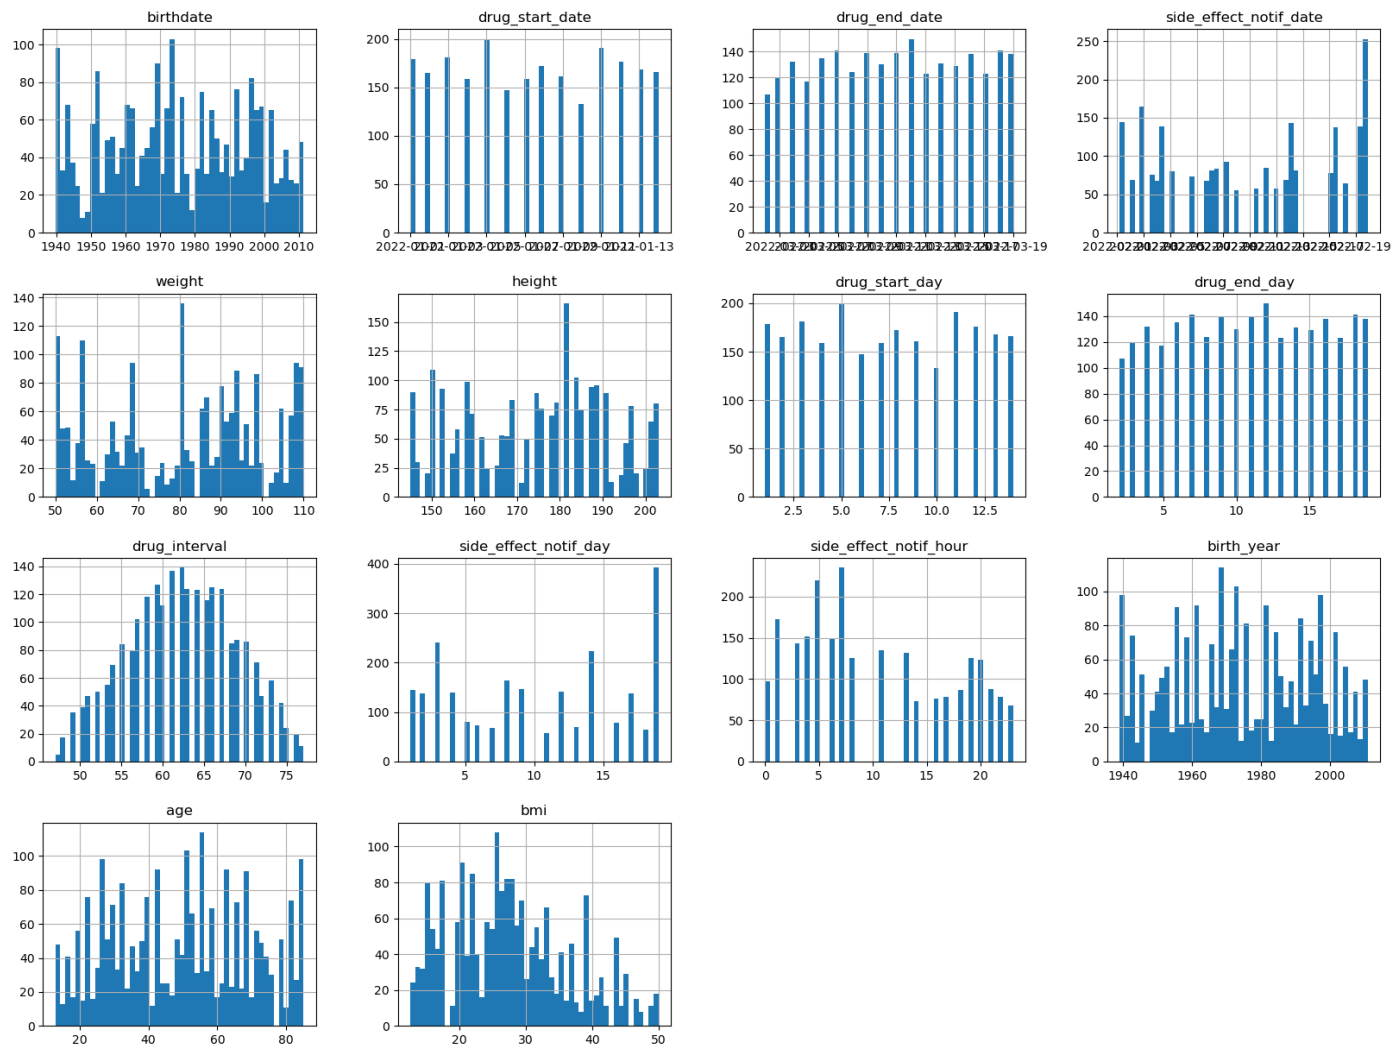 birthdate drug_start_date drug_end_date side_effect_notif_date
100 80 60 40 20 0
1940 1950 1960 1970 1980 1990 2000 2010
200 150 100 50 0
140 120 100 80 60 40 20 0
250 200 150 100 50 0
weight height drug_start_day drug_end_day
140 120 100 80 60 40 20 0
50 60 70 80 90 100 110
150 125 100 75 50 25 0
150 160 170 180 190 200
200 150 100 50 0
2.5 5.0 7.5 10.0 12.5
140 120 100 80 60 40 20 0
5 10 15
drug_interval side_effect_notif_day side_effect_notif_hour birth_year
140 120 100 80 60 40 20 0
50 55 60 65 70 75
400 300 200 100 0
5 10 15
200 150 100 50 0
0 5 10 15 20
100 80 60 40 20 0
1940 1960 1980 2000
age bmi
100 80 60 40 20 0
20 40 60 80
100 80 60 40 20 0
20 30 40 50